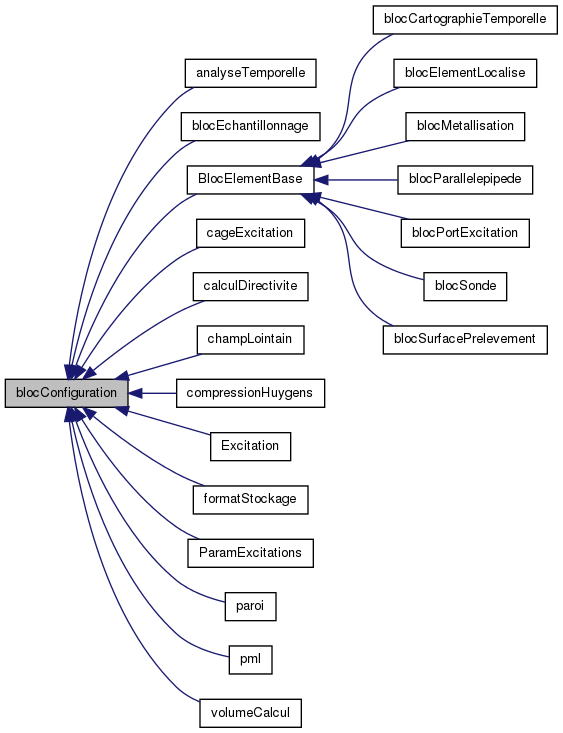 blocCartographieTemporelle
analyseTemporelle
blocElementLocalise
blocEchantillonnage
blocMetallisation
BlocElementBase
blocParallelepipede
cageExcitation
blocPortExcitation
calculDirectivite
blocSonde
champLointain
blocSurfacePrelevement
blocConfiguration
compressionHuygens
Excitation
formatStockage
ParamExcitations
paroi
pml
volumeCalcul